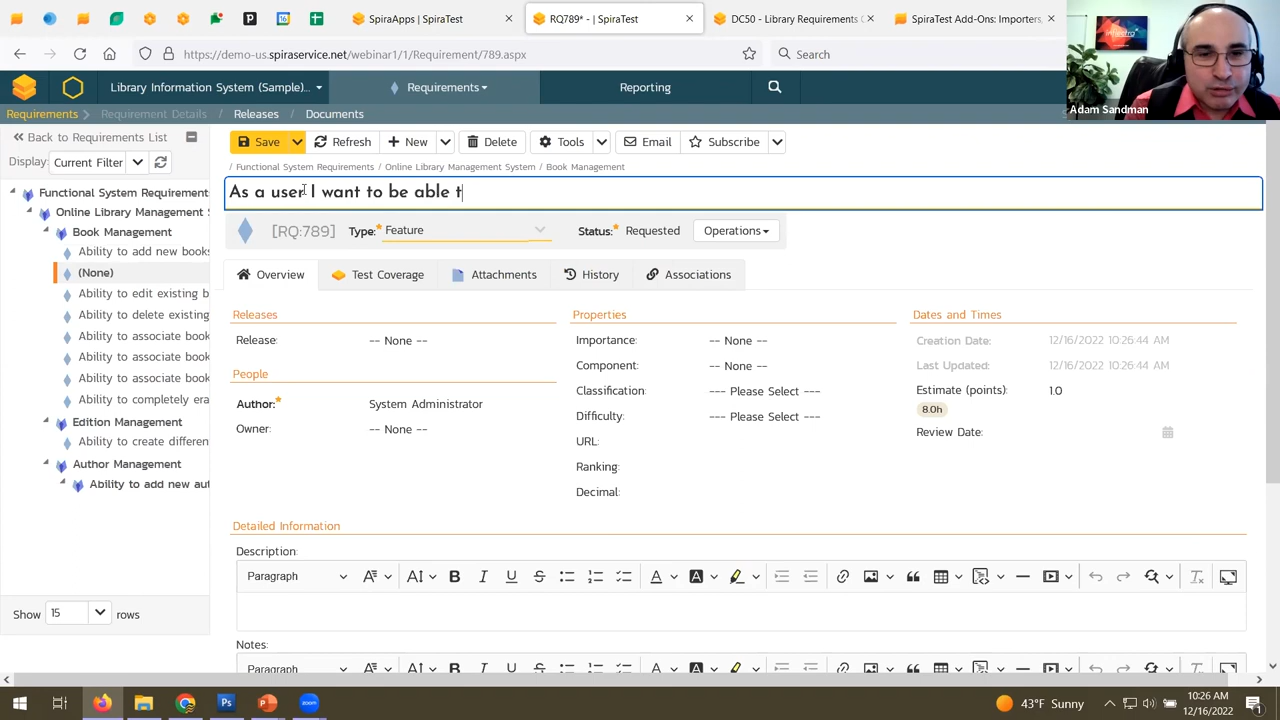 SpiraApps | SpiraTest
RQ789* - | SpiraTest
DC50 - Library Requirements
SpiraTest Add-Ons: Importers,
https://demo-us.spiraservice.net/webinar
/Requirement/789.aspx
Search
Library Information System (Sample)...
Requirements
Reporting
Adam Sandman
Requirements
Requirement Details
Releases
Documents
Back to Requirements List
Save
Refresh
New
Delete
Tools
Email
Subscribe
Display:
Current Filter
/ Functional System Requirements / Online Library Management System / Book Management
As a user I want to be able t
Functional System Requirement
Online Library Management S
Book Management
Ability to add new books
(None)
Ability to edit existing b
Ability to delete existing
Ability to associate book
Ability to associate book
Ability to associate book
Ability to completely era
Edition Management
Ability to create differen
Author Management
Ability to add new aut
Show 15 rows
[RQ:789]
Type:* Feature
Status:* Requested
Operations
Overview
Test Coverage
Attachments
History
Associations
Releases
Release: -- None --
People
Author:* System Administrator
Owner: -- None --
Properties
Importance: -- None --
Component: -- None --
Classification: --- Please Select ---
Difficulty: --- Please Select ---
URL:
Ranking:
Decimal:
Dates and Times
Creation Date: 12/16/2022 10:26:44 AM
Last Updated: 12/16/2022 10:26:44 AM
Estimate (points): 1.0
8.0h
Review Date:
Detailed Information
Description:
Paragraph
Notes:
Paragraph
43°F Sunny
10:26 AM
12/16/2022